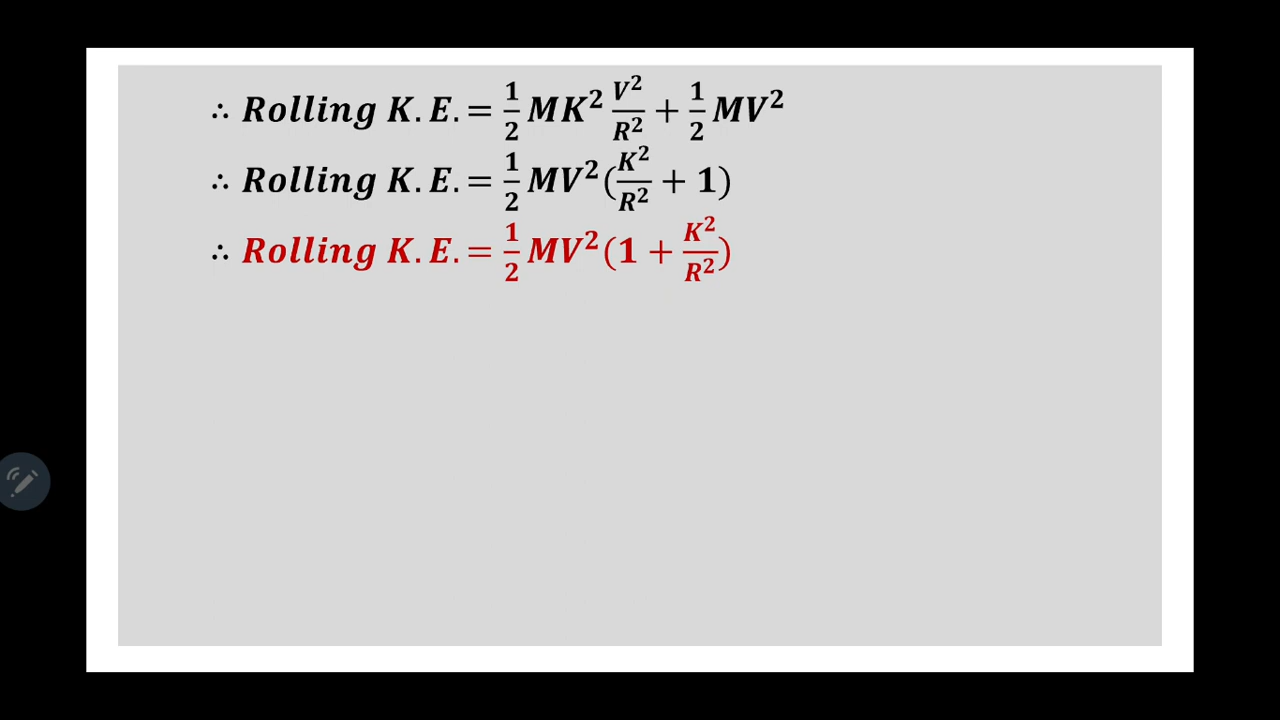 ∴ Rolling K.E. = 1/2 MK² V²/R² + 1/2 MV²
∴ Rolling K.E. = 1/2 MV² (K²/R² + 1)
∴ Rolling K.E. = 1/2 MV² (1 + K²/R²)